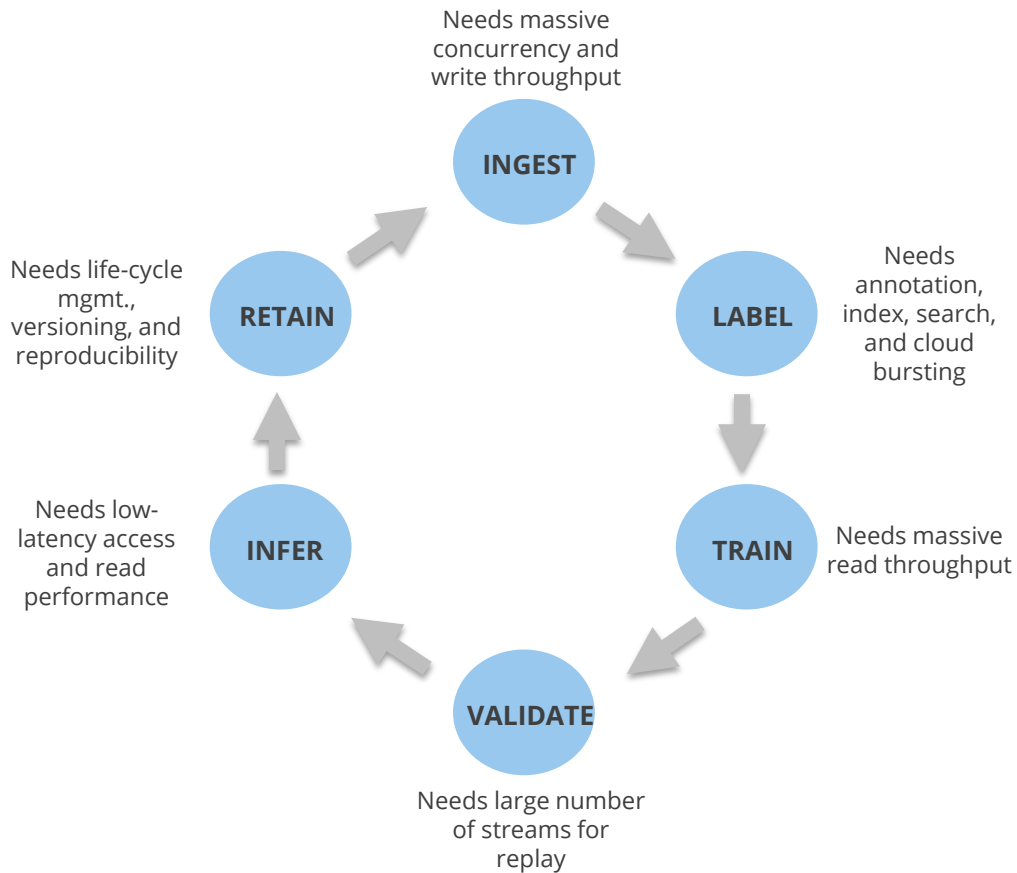 Needs massive
concurrency and
write throughput
INGEST
Needs
annotation,
index, search,
and cloud
bursting
LABEL
Needs massive
read throughput
TRAIN
VALIDATE
Needs large number
of streams for
replay
INFER
Needs low-
latency access
and read
performance
RETAIN
Needs life-cycle
mgmt.,
versioning, and
reproducibility